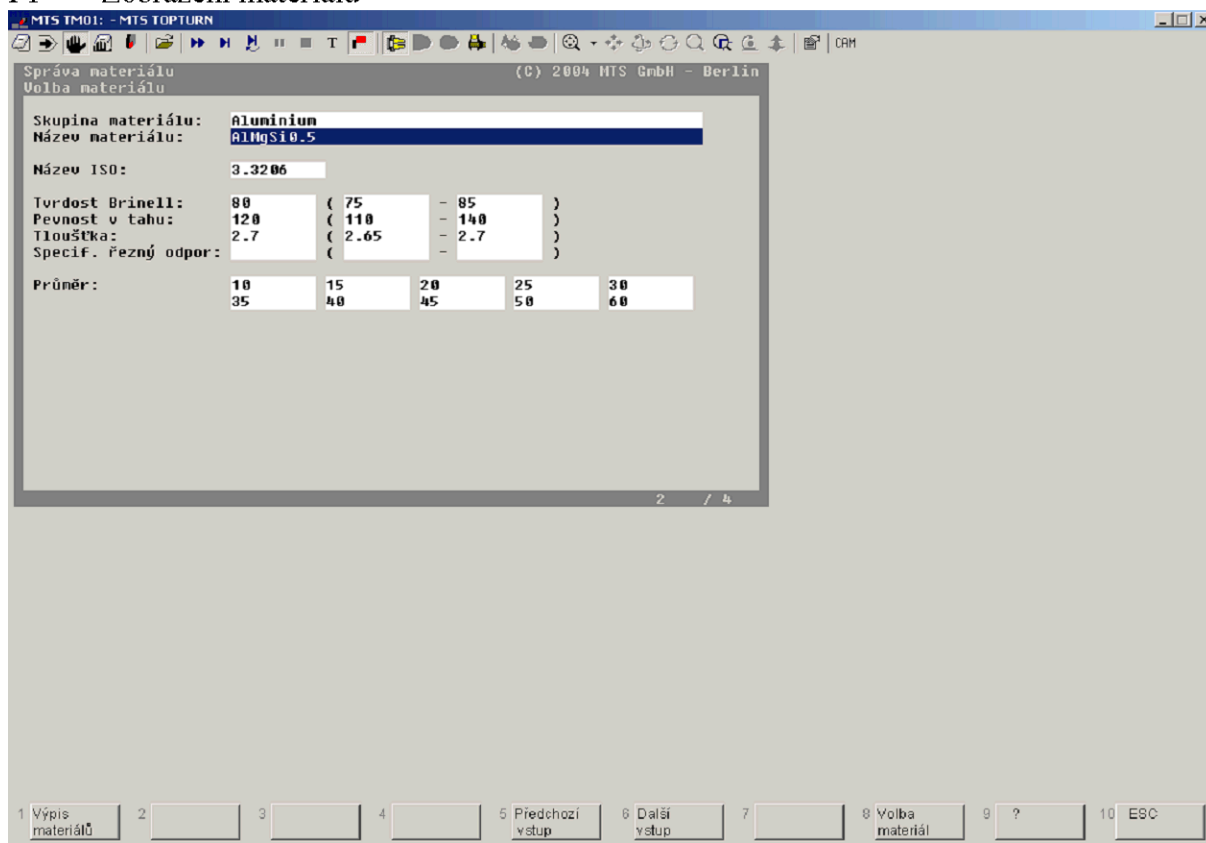 F1 Zobrazení materiálů
MTS TM01: - MTS TOPTURN
T CAM
Správa materiálu (C) 2004 MTS GmbH - Berlin
Volba materiálu
Skupina materiálu: Aluminium
Název materiálu: AlMgSi0.5
Název ISO: 3.3206
Tvrdost Brinell: 80 ( 75 - 85 )
Pevnost v tahu: 120 ( 110 - 140 )
Tloušťka: 2.7 ( 2.65 - 2.7 )
Specif. řezný odpor: ( - )
Průměr: 10 15 20 25 30
35 40 45 50 60
2 / 4
1 Výpis materiálů 2 3 4 5 Předchozí vstup 6 Další vstup 7 8 Volba materiál 9 ? 10 ESC